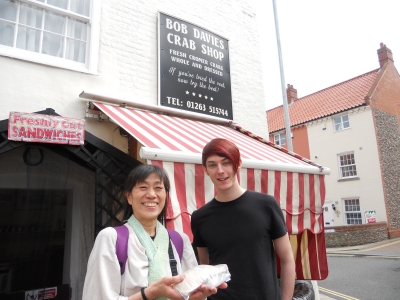 BOB DAVIES
CRAB SHOP
FRESH CROMER CRABS
WHOLE AND DRESSED
★ ★ ★ ★ ★
If you've tried the rest,
now try the best!
TEL: 01263 515744
Freshly Cut
SANDWICHES